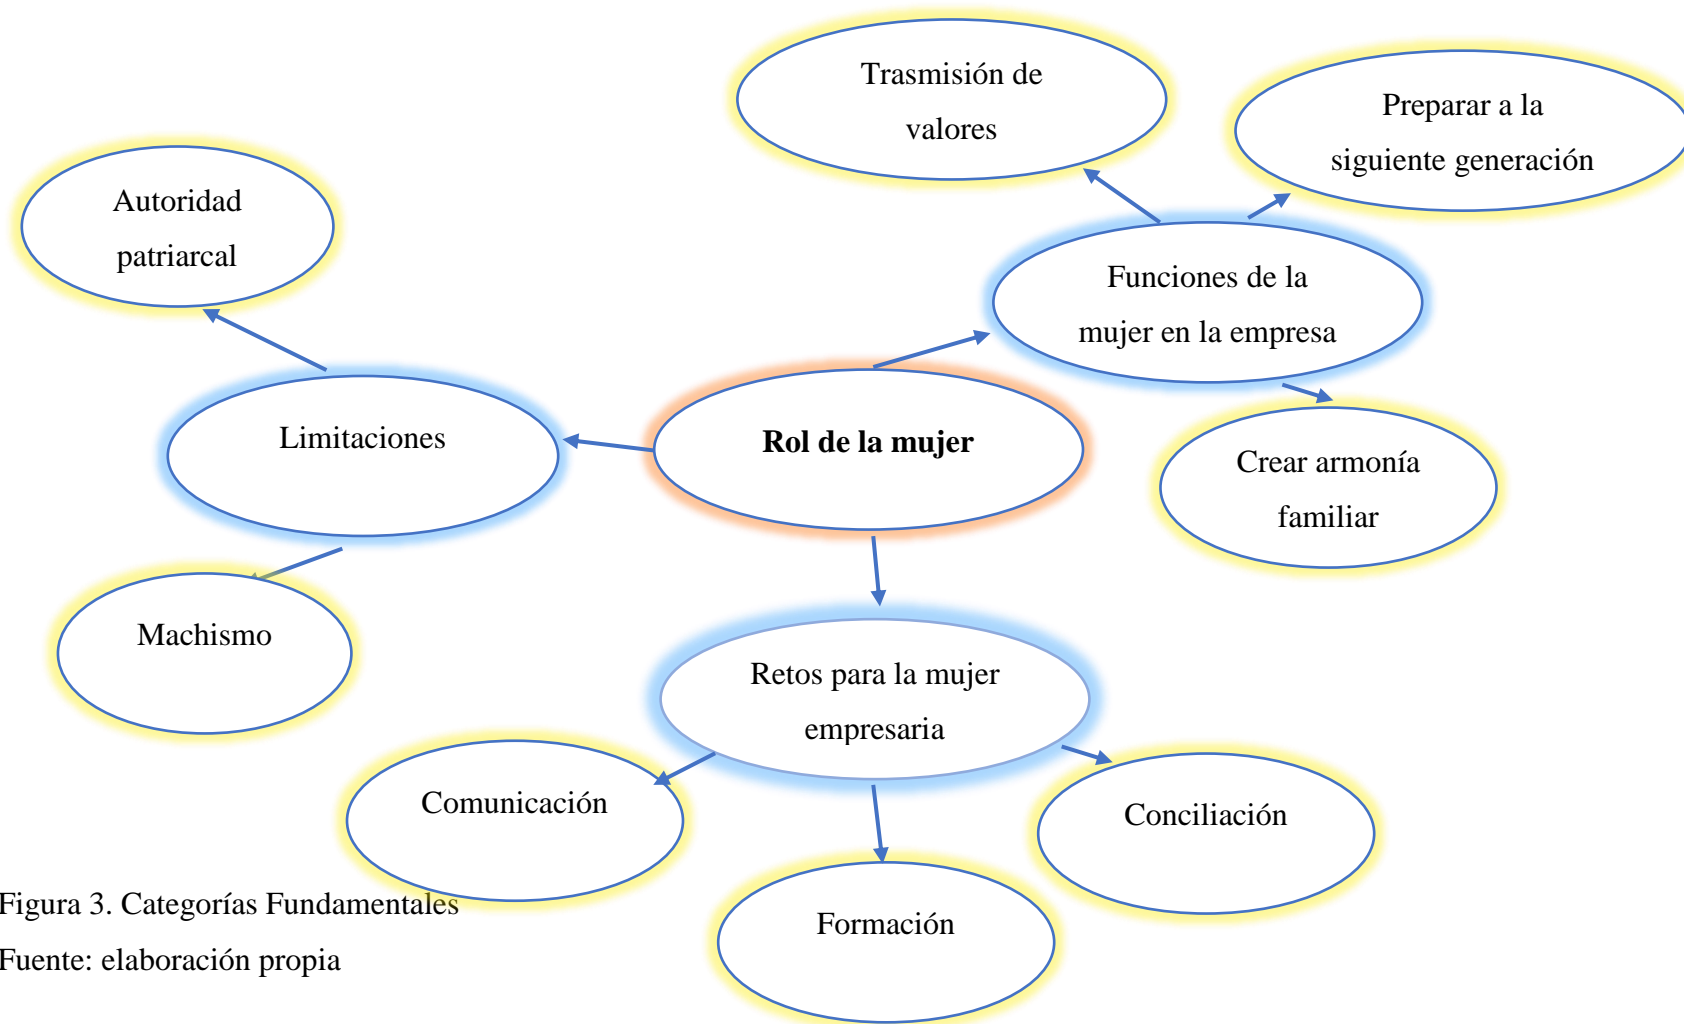 Trasmisión de
valores
Preparar a la
siguiente generación
Autoridad
patriarcal
Funciones de la
mujer en la empresa
Limitaciones
Rol de la mujer
Crear armonía
familiar
Machismo
Retos para la mujer
empresaria
Comunicación
Conciliación
Formación
Figura 3. Categorías Fundamentales
Fuente: elaboración propia